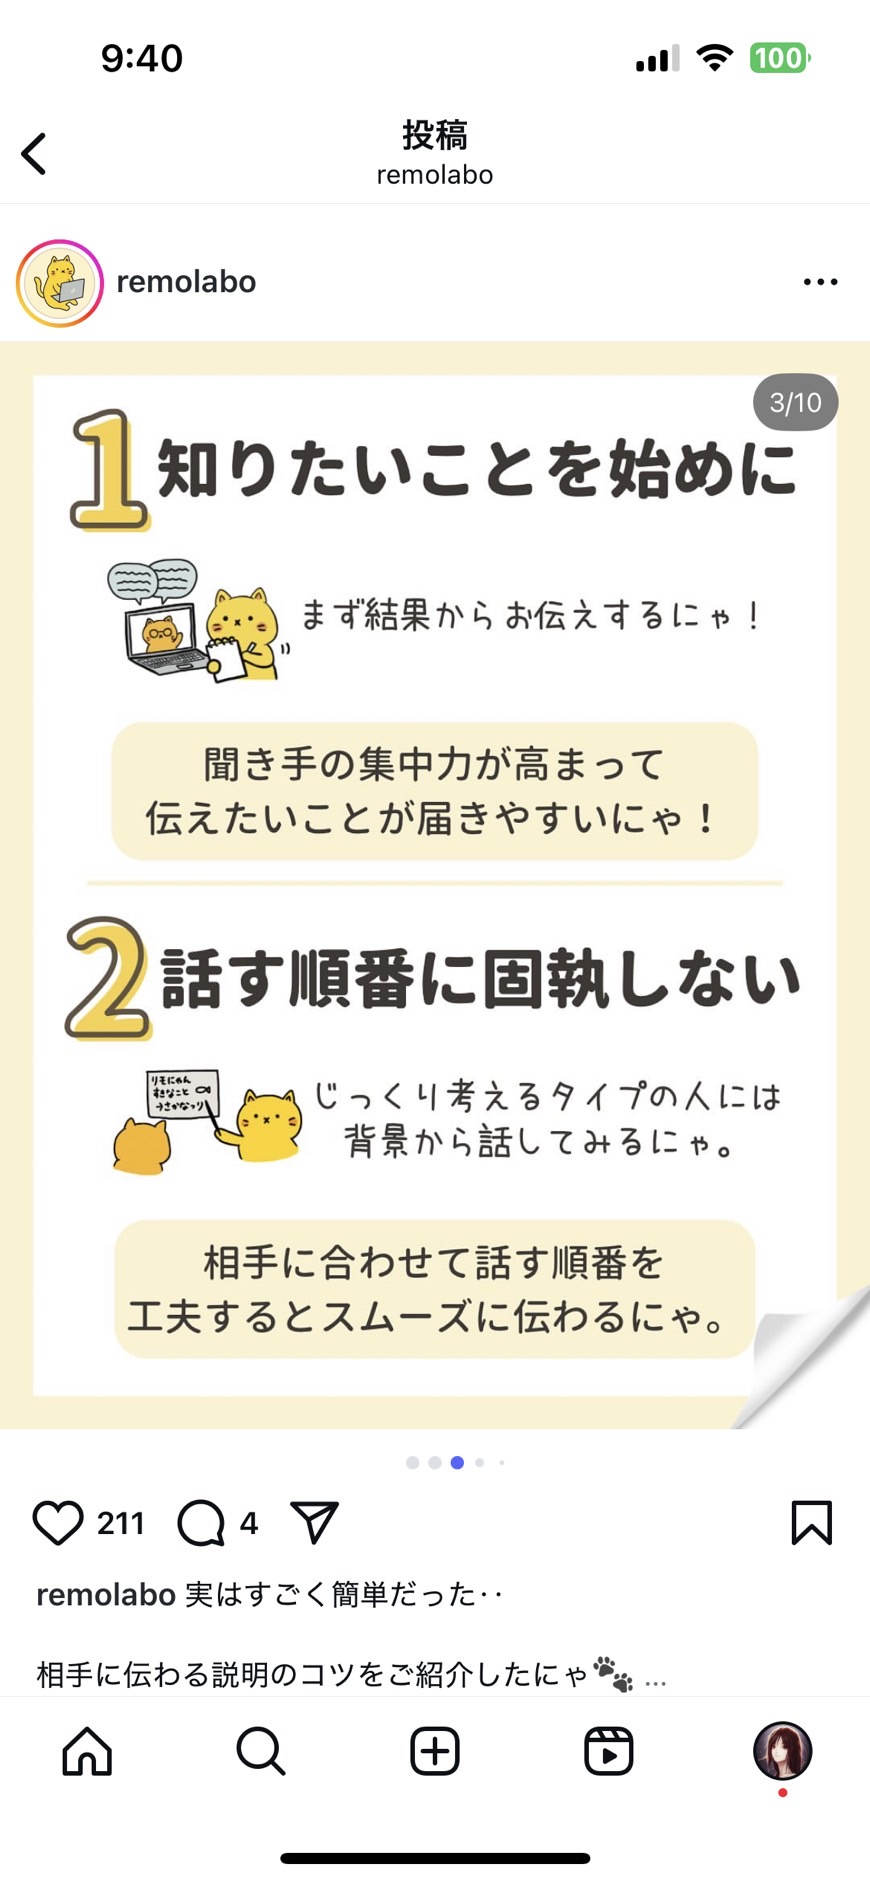 9:40
100
投稿
remolabo
remolabo
3/10
1 知りたいことを始めに
まず結果からお伝えするにゃ！
聞き手の集中力が高まって
伝えたいことが届きやすいにゃ！
2 話す順番に固執しない
リモにゃん
すきなこと
→さかなつり
じっくり考えるタイプの人には
背景から話してみるにゃ。
相手に合わせて話す順番を
工夫するとスムーズに伝わるにゃ。
211
4
remolabo 実はすごく簡単だった‥
相手に伝わる説明のコツをご紹介したにゃ🐾 ...